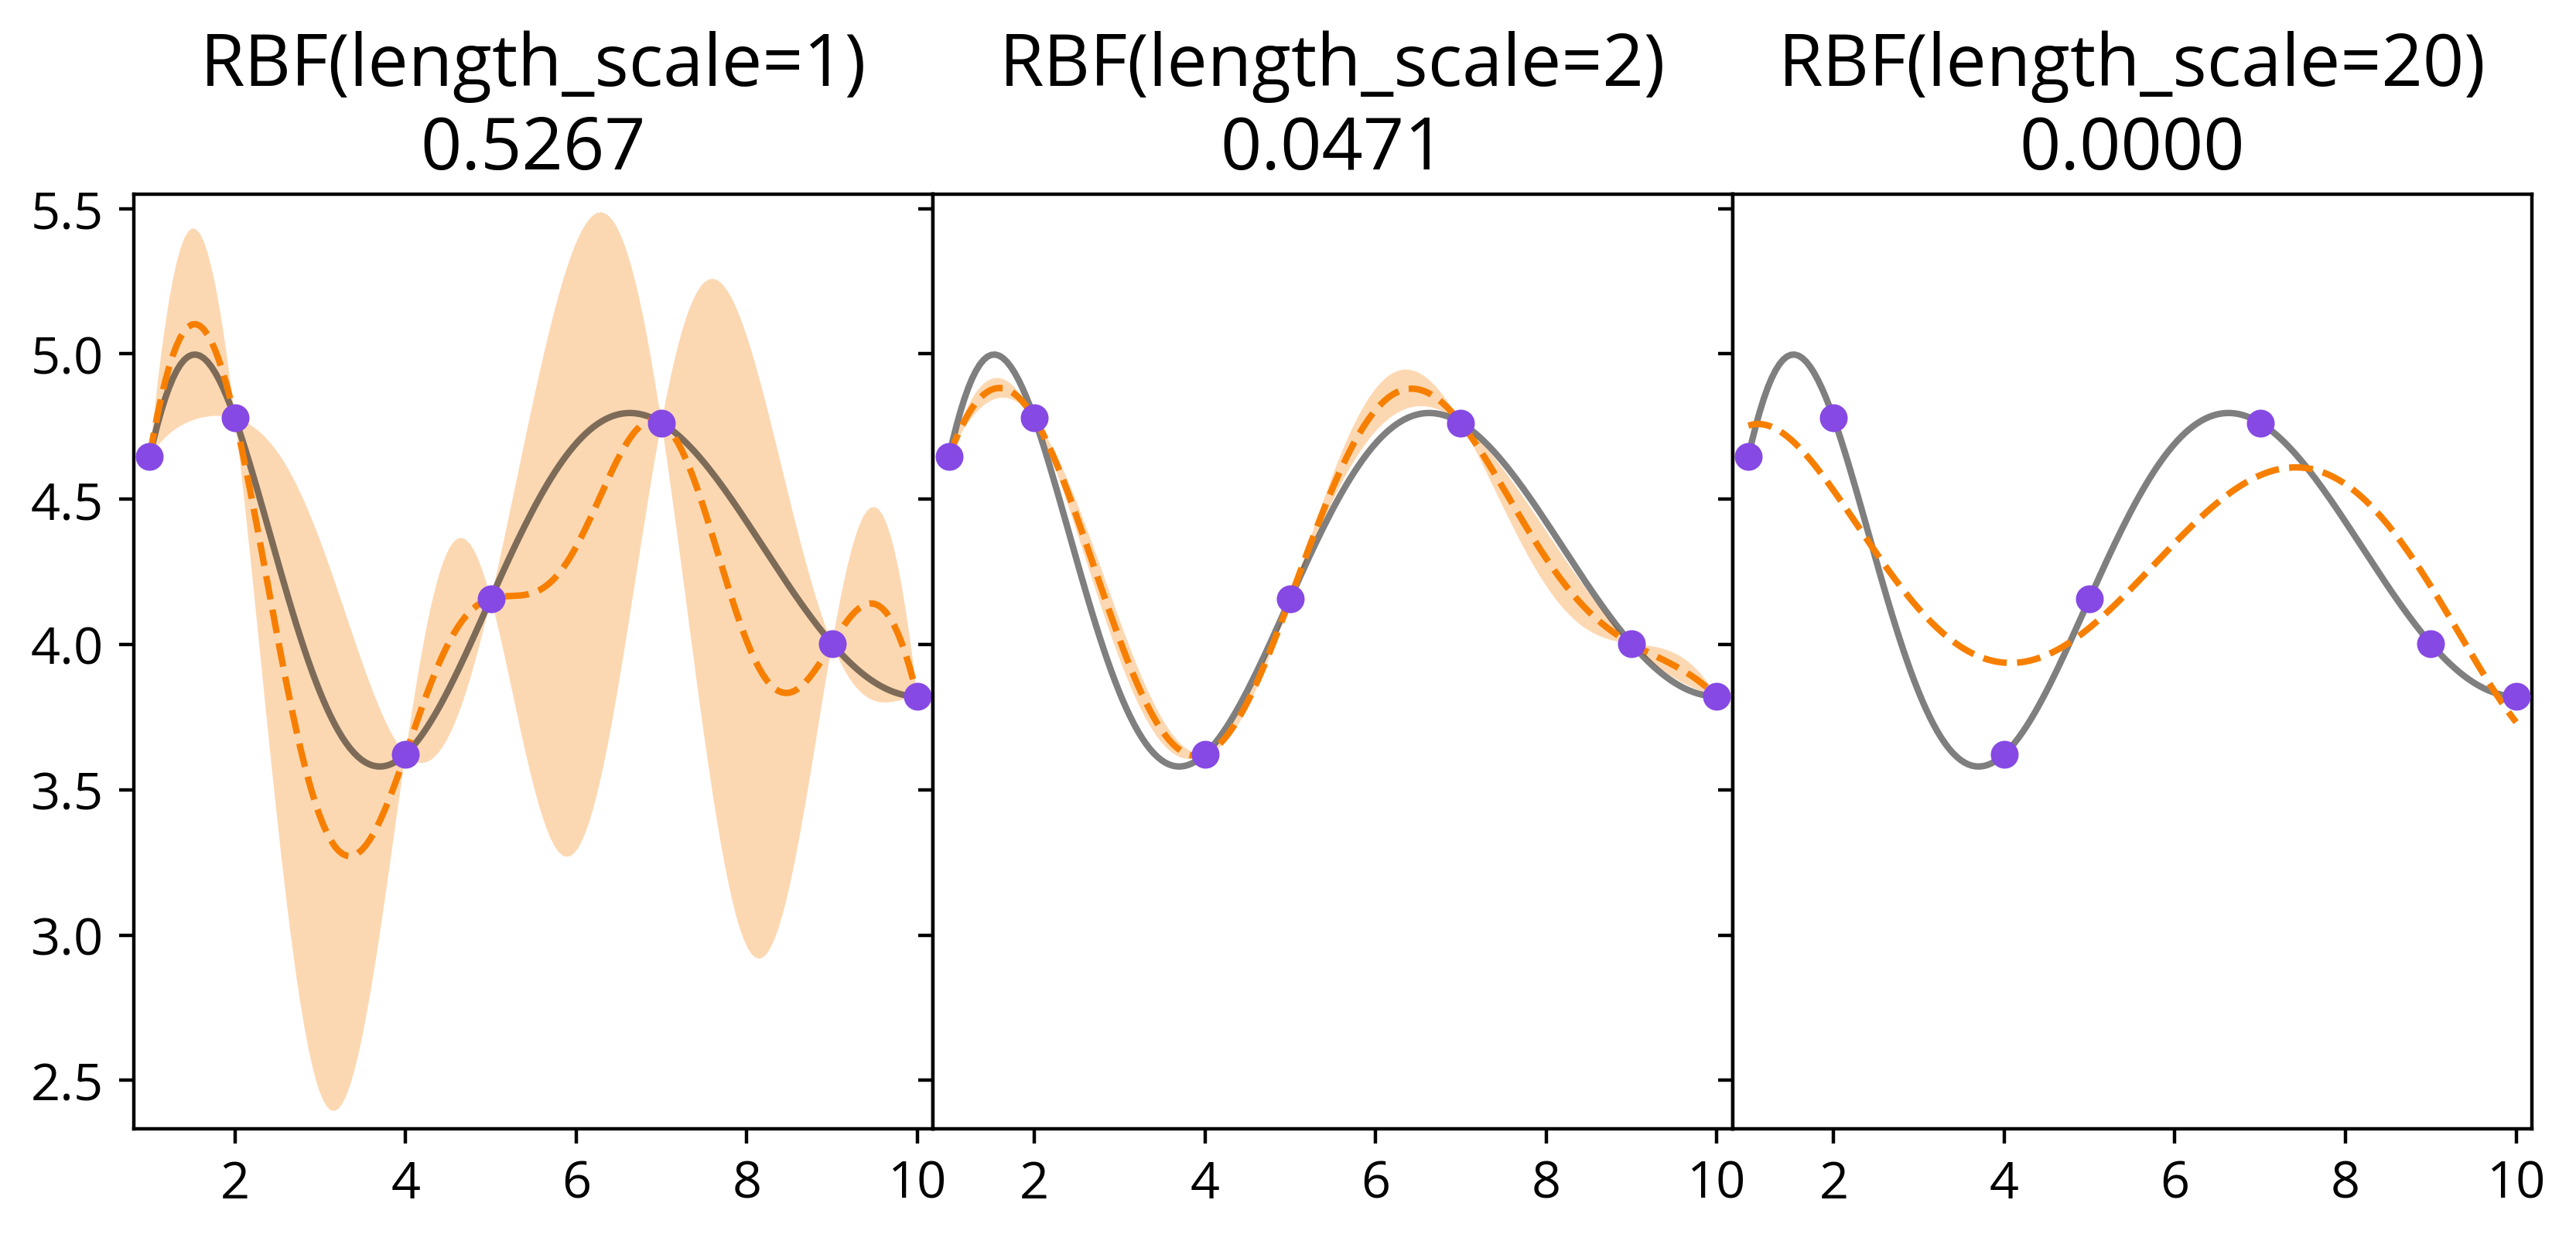 RBF(length_scale=1)
0.5267
RBF(length_scale=2)
0.0471
RBF(length_scale=20)
0.0000
5.5
5.0
4.5
4.0
3.5
3.0
2.5
2 4 6 8 10
2 4 6 8 10
2 4 6 8 10